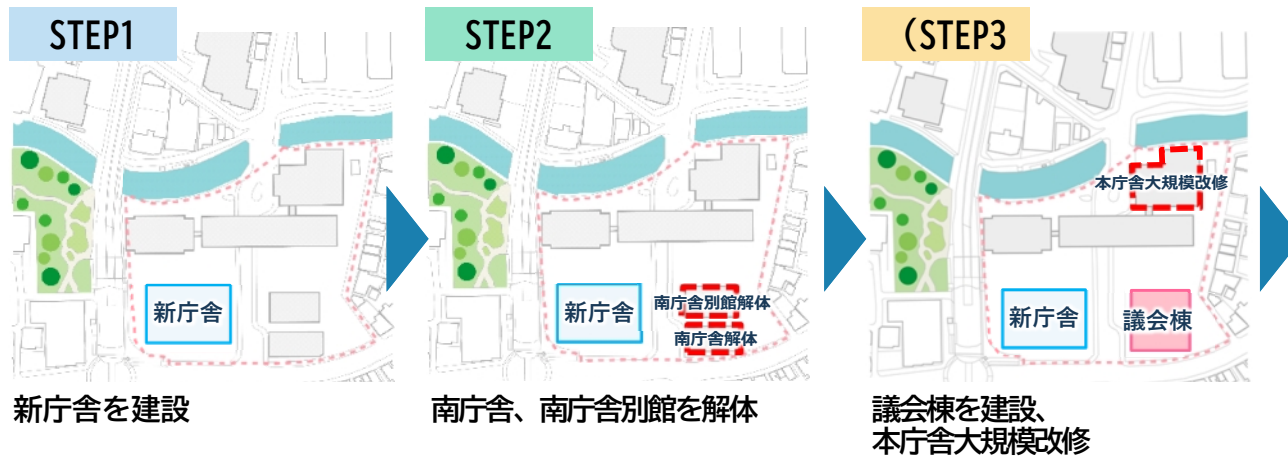 STEP1
STEP2
(STEP3
新庁舎
新庁舎
南庁舎別館解体
南庁舎解体
本庁舎大規模改修
新庁舎
議会棟
新庁舎を建設
南庁舎、南庁舎別館を解体
議会棟を建設、
本庁舎大規模改修